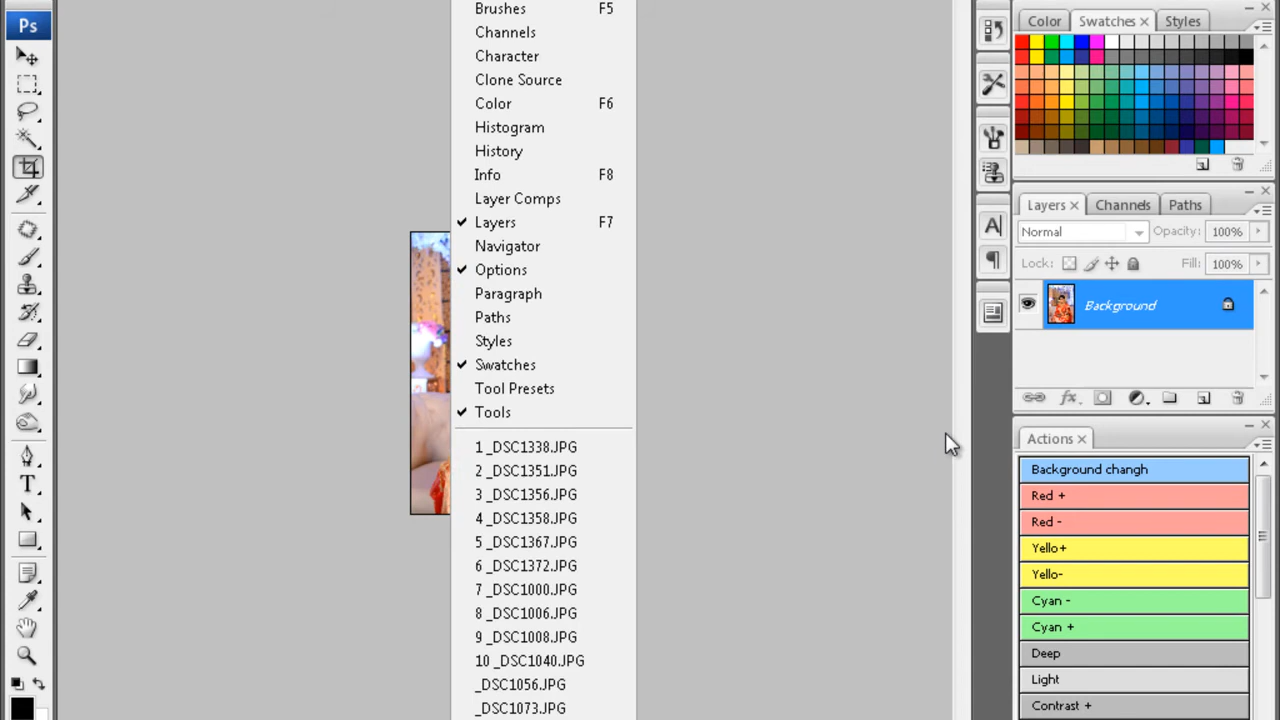 Ps
Brushes F5
Channels
Character
Clone Source
Color F6
Histogram
History
Info F8
Layer Comps
Layers F7
Navigator
Options
Paragraph
Paths
Styles
Swatches
Tool Presets
Tools
1 _DSC1338.JPG
2 _DSC1351.JPG
3 _DSC1356.JPG
4 _DSC1358.JPG
5 _DSC1367.JPG
6 _DSC1372.JPG
7 _DSC1000.JPG
8 _DSC1006.JPG
9 _DSC1008.JPG
10 _DSC1040.JPG
_DSC1056.JPG
_DSC1073.JPG
Color Swatches Styles
Layers Channels Paths
Normal Opacity: 100%
Lock: Fill: 100%
Background
Actions
Background changh
Red +
Red -
Yello+
Yello-
Cyan -
Cyan +
Deep
Light
Contrast +